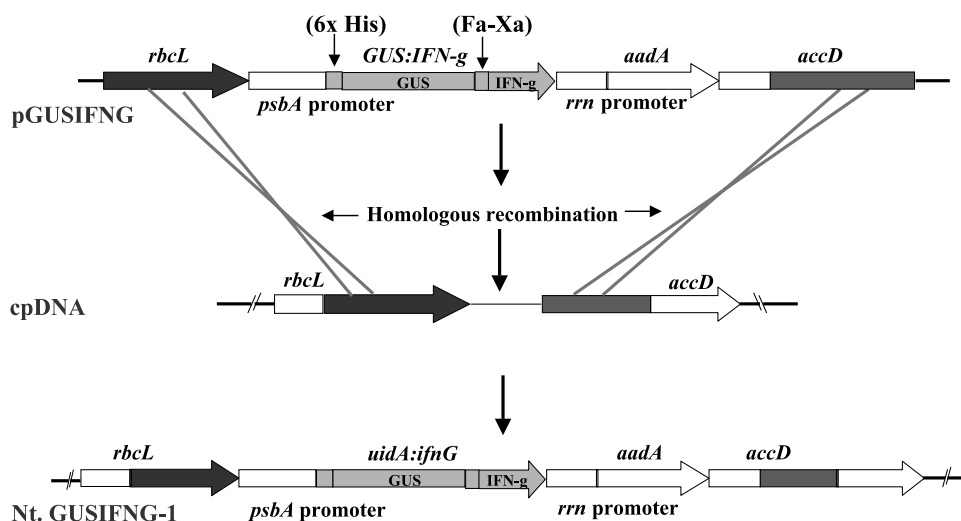 (6x His) (Fa-Xa)
rbcL GUS:IFN-g aadA accD
GUS IFN-g
psbA promoter rrn promoter
pGUSIFNG
Homologous recombination
rbcL accD
cpDNA
rbcL uidA:ifnG aadA accD
GUS IFN-g
Nt. GUSIFNG-1 psbA promoter rrn promoter